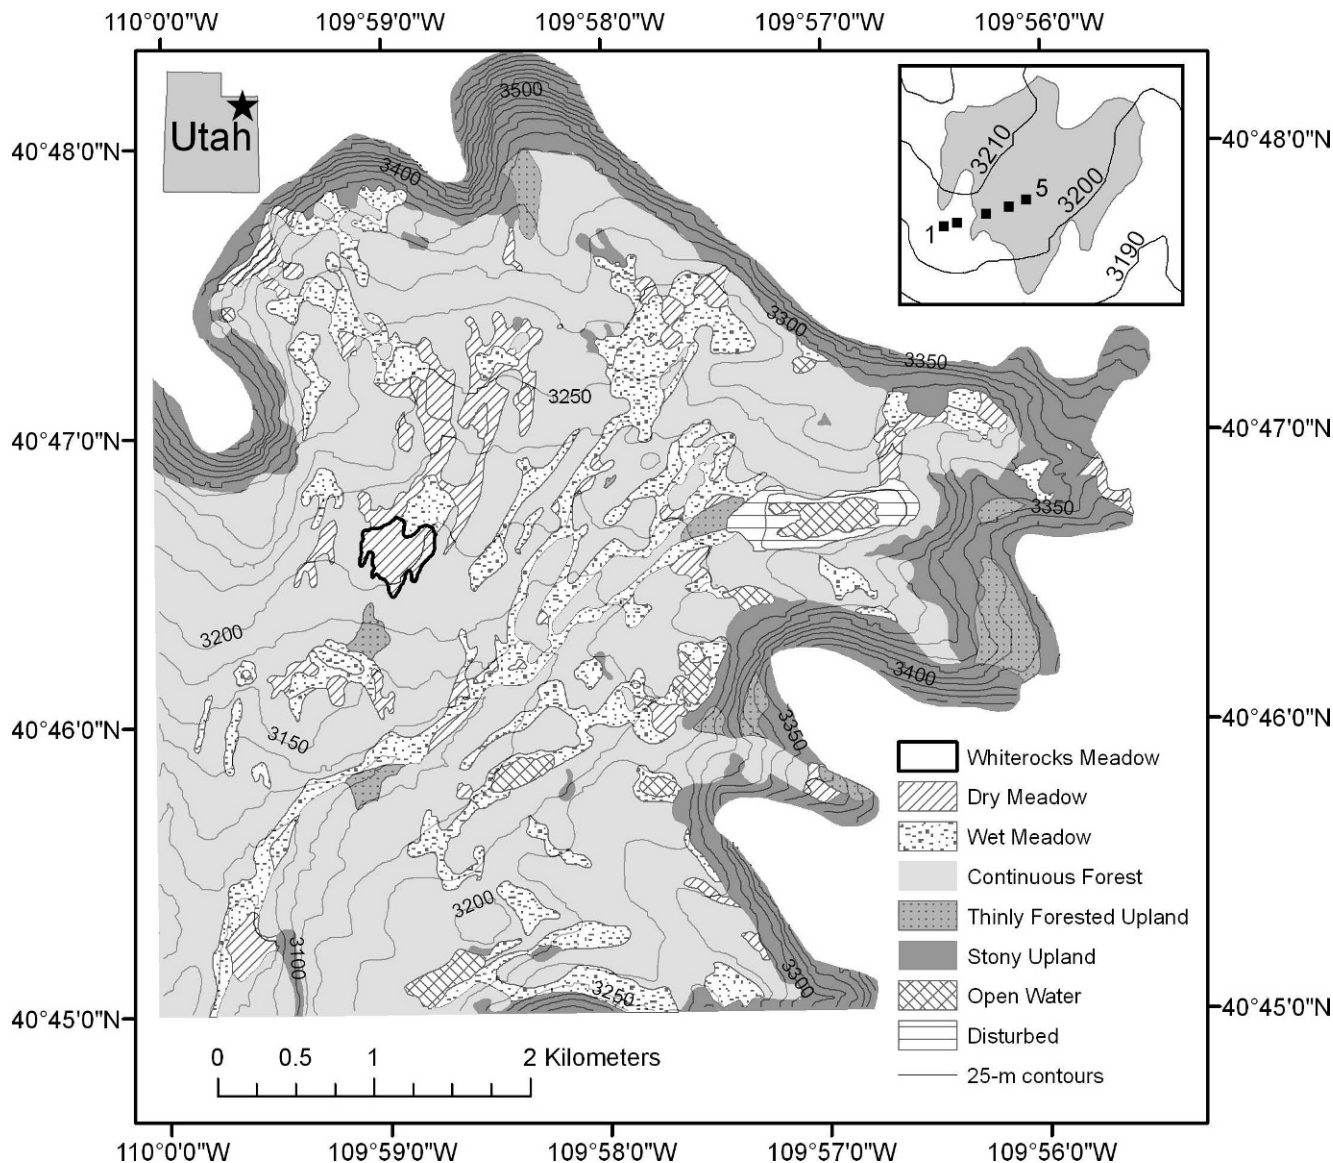 110°0'0"W 109°59'0"W 109°58'0"W 109°57'0"W 109°56'0"W
Utah
3500
3210
3200
3190
1
5
40°48'0"N
40°48'0"N
3400
3300
3350
3250
40°47'0"N
40°47'0"N
3350
3200
3400
40°46'0"N
40°46'0"N
3150
3350
Whiterocks Meadow
Dry Meadow
Wet Meadow
Continuous Forest
Thinly Forested Upland
Stony Upland
Open Water
Disturbed
25-m contours
3200
3100
3250
3300
40°45'0"N
40°45'0"N
0 0.5 1 2 Kilometers
110°0'0"W 109°59'0"W 109°58'0"W 109°57'0"W 109°56'0"W